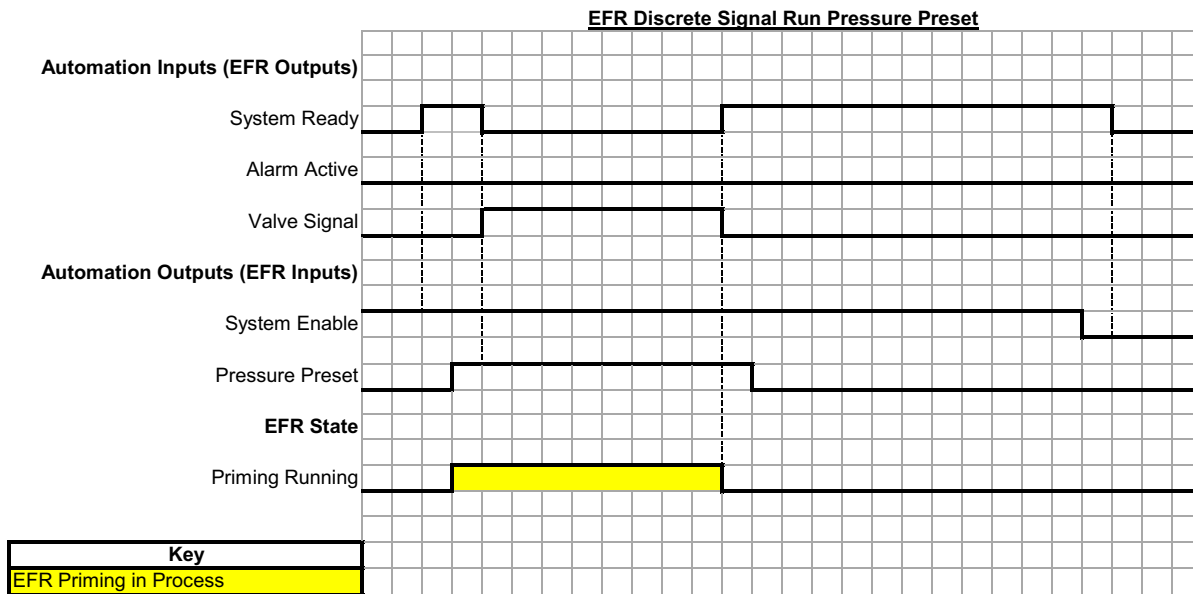 EFR Discrete Signal Run Pressure Preset
Automation Inputs (EFR Outputs)
System Ready
Alarm Active
Valve Signal
Automation Outputs (EFR Inputs)
System Enable
Pressure Preset
EFR State
Priming Running
Key
EFR Priming in Process